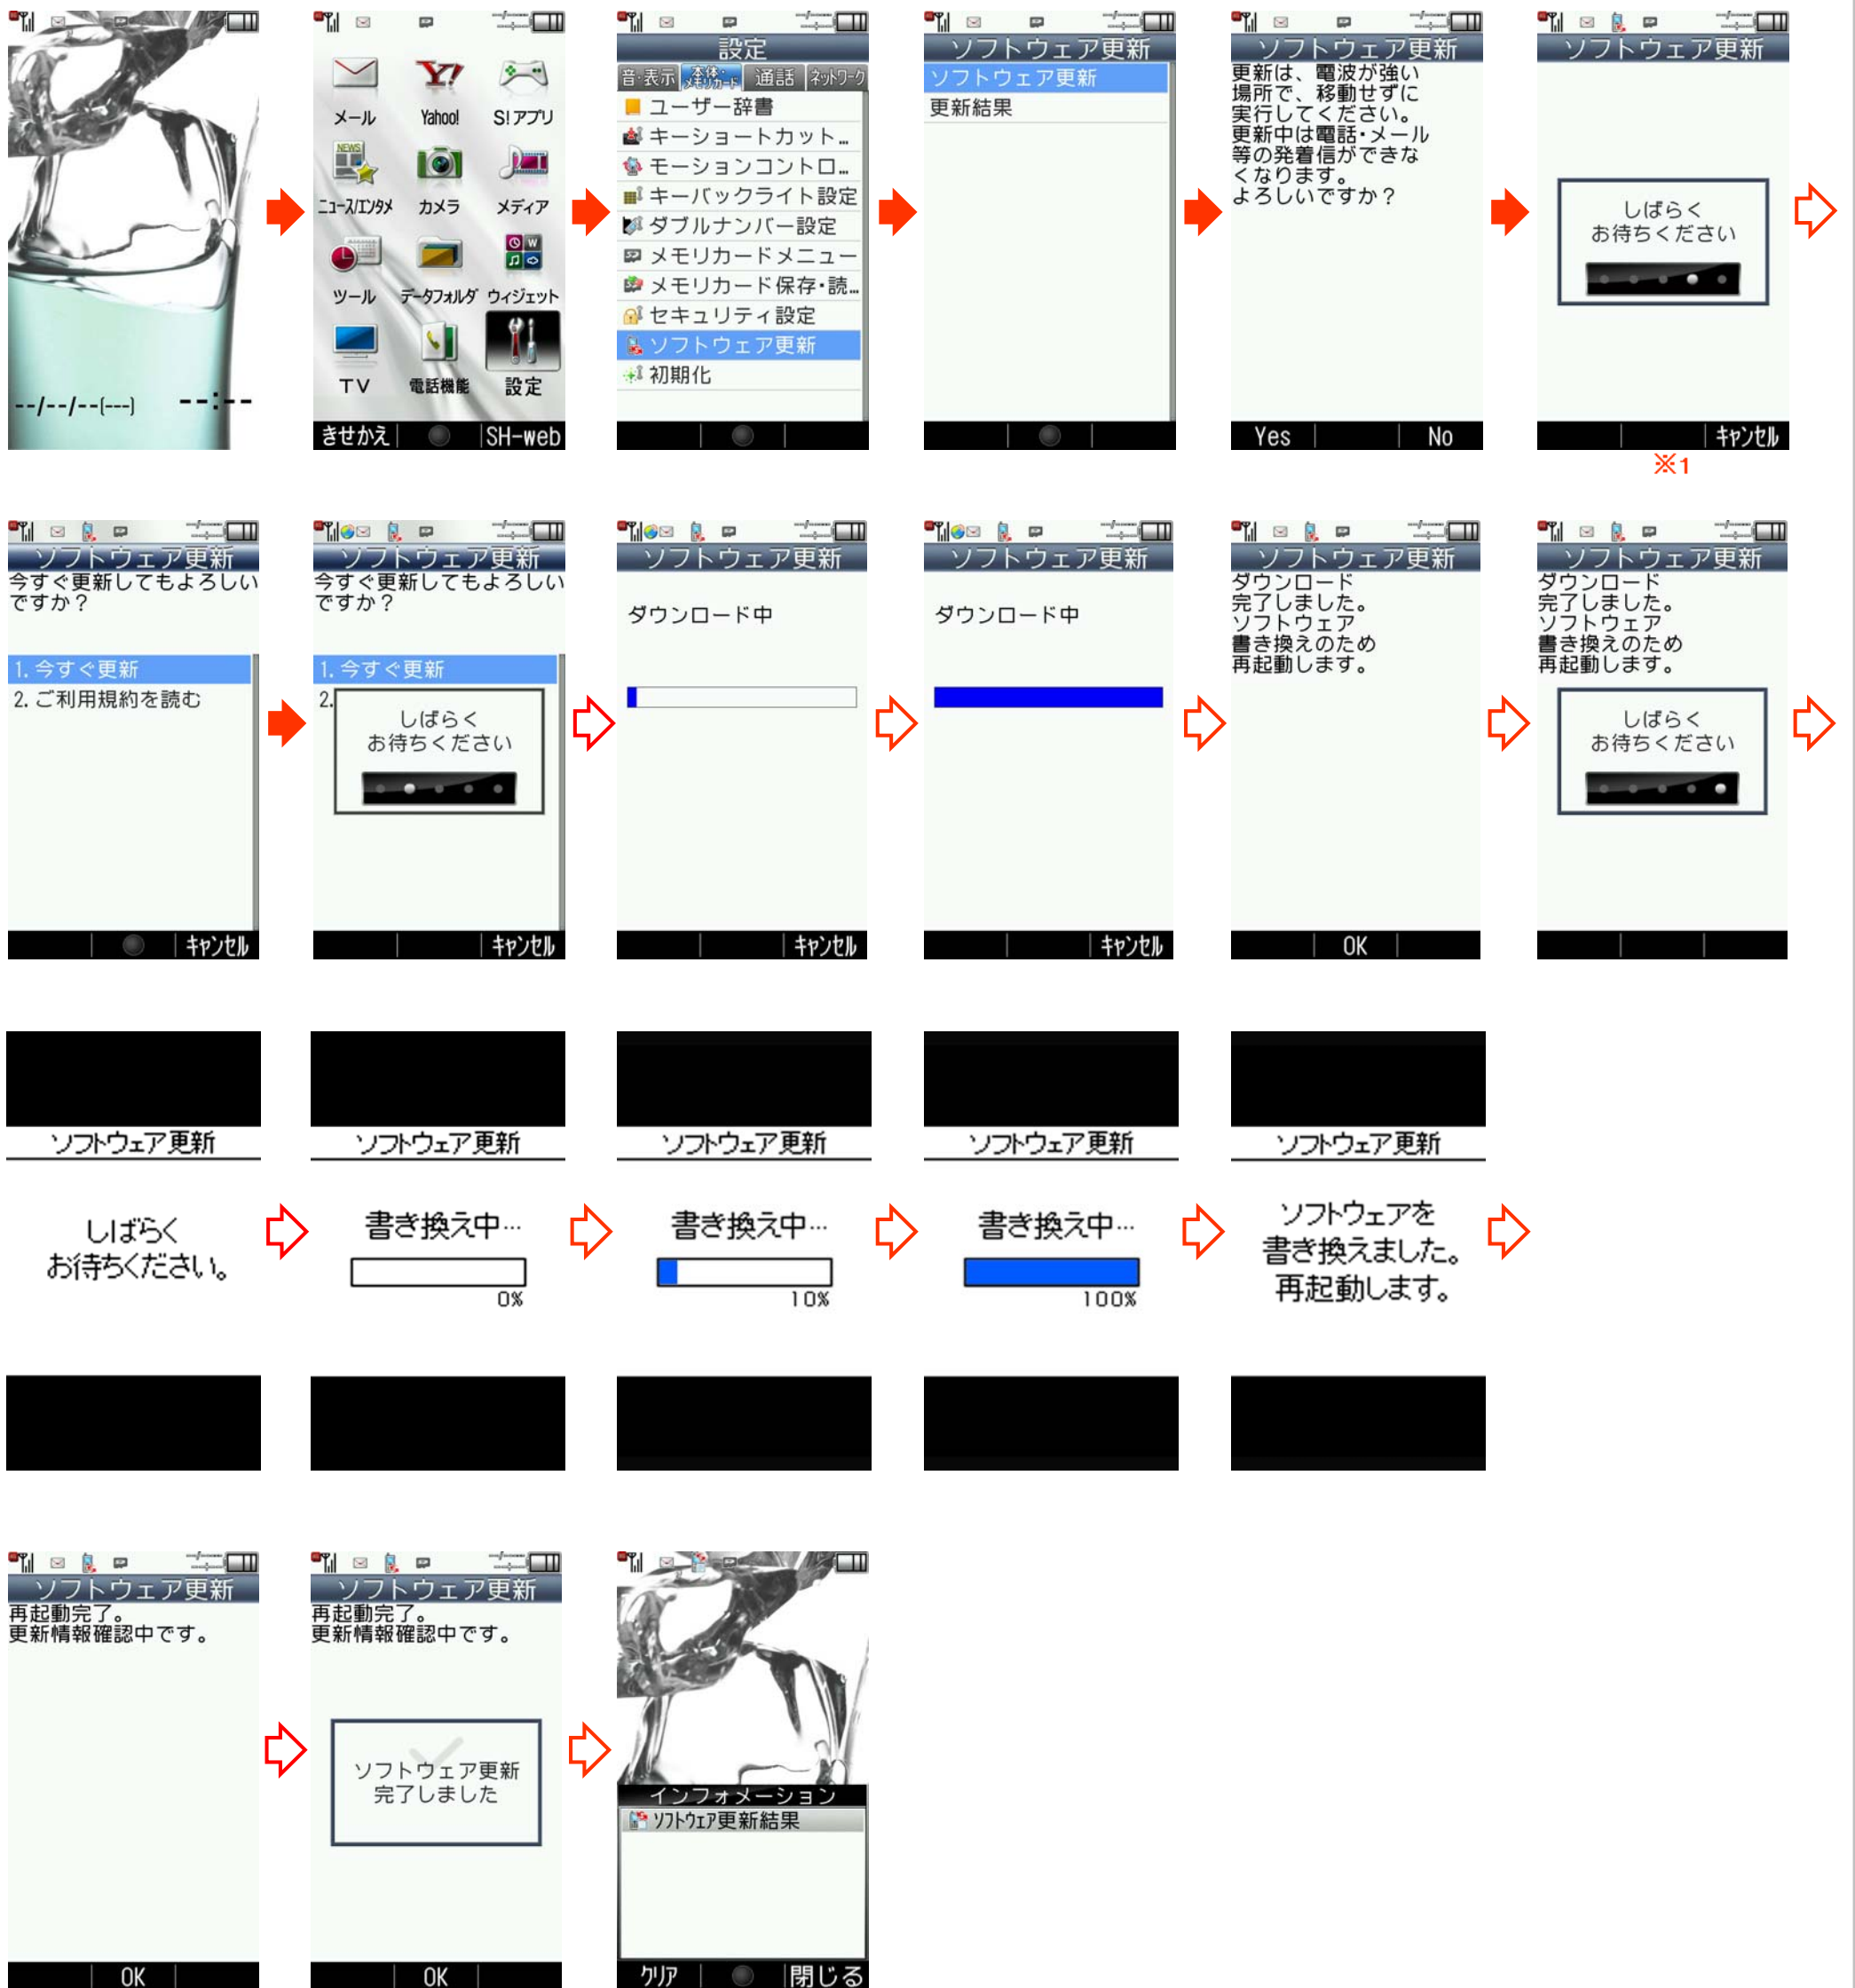 --/--/--(---) --:--
メール Yahoo! S!アプリ
NEWS
ニュース/エンタメ カメラ メディア
ツール データフォルダ ウィジェット
TV 電話機能 設定
きせかえ SH-web
設定
音・表示 本体・メモリカード 通話 ネットワーク
ユーザー辞書
キーショートカット…
モーションコントロ…
キーバックライト設定
ダブルナンバー設定
メモリカードメニュー
メモリカード保存・読…
セキュリティ設定
ソフトウェア更新
初期化
ソフトウェア更新
ソフトウェア更新
更新結果
ソフトウェア更新
更新は、電波が強い
場所で、移動せずに
実行してください。
更新中は電話・メール
等の発着信ができな
くなります。
よろしいですか？
Yes No
ソフトウェア更新
しばらく
お待ちください
キャンセル
※1
ソフトウェア更新
今すぐ更新してもよろしい
ですか？
1.今すぐ更新
2.ご利用規約を読む
キャンセル
ソフトウェア更新
今すぐ更新してもよろしい
ですか？
1.今すぐ更新
2.
しばらく
お待ちください
キャンセル
ソフトウェア更新
ダウンロード中
キャンセル
ソフトウェア更新
ダウンロード中
キャンセル
ソフトウェア更新
ダウンロード
完了しました。
ソフトウェア
書き換えのため
再起動します。
OK
ソフトウェア更新
ダウンロード
完了しました。
ソフトウェア
書き換えのため
再起動します。
しばらく
お待ちください
ソフトウェア更新
しばらく
お待ちください。
ソフトウェア更新
書き換え中…
0%
ソフトウェア更新
書き換え中…
10%
ソフトウェア更新
書き換え中…
100%
ソフトウェア更新
ソフトウェアを
書き換えました。
再起動します。
ソフトウェア更新
再起動完了。
更新情報確認中です。
OK
ソフトウェア更新
再起動完了。
更新情報確認中です。
ソフトウェア更新
完了しました
OK
インフォメーション
ソフトウェア更新結果
クリア 閉じる